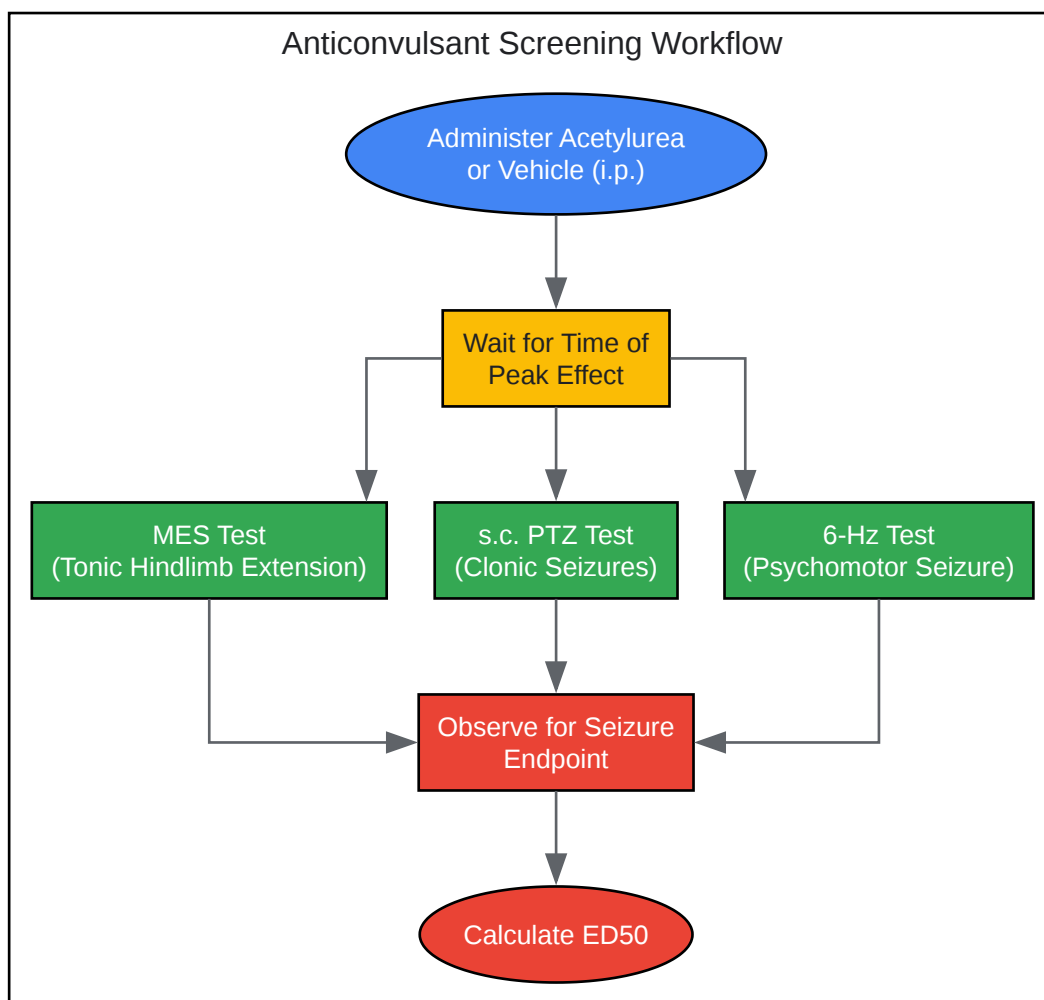 Anticonvulsant Screening Workflow
Administer Acetylurea
or Vehicle (i.p.)
Wait for Time of
Peak Effect
MES Test
(Tonic Hindlimb Extension)
s.c. PTZ Test
(Clonic Seizures)
6-Hz Test
(Psychomotor Seizure)
Observe for Seizure
Endpoint
Calculate ED50